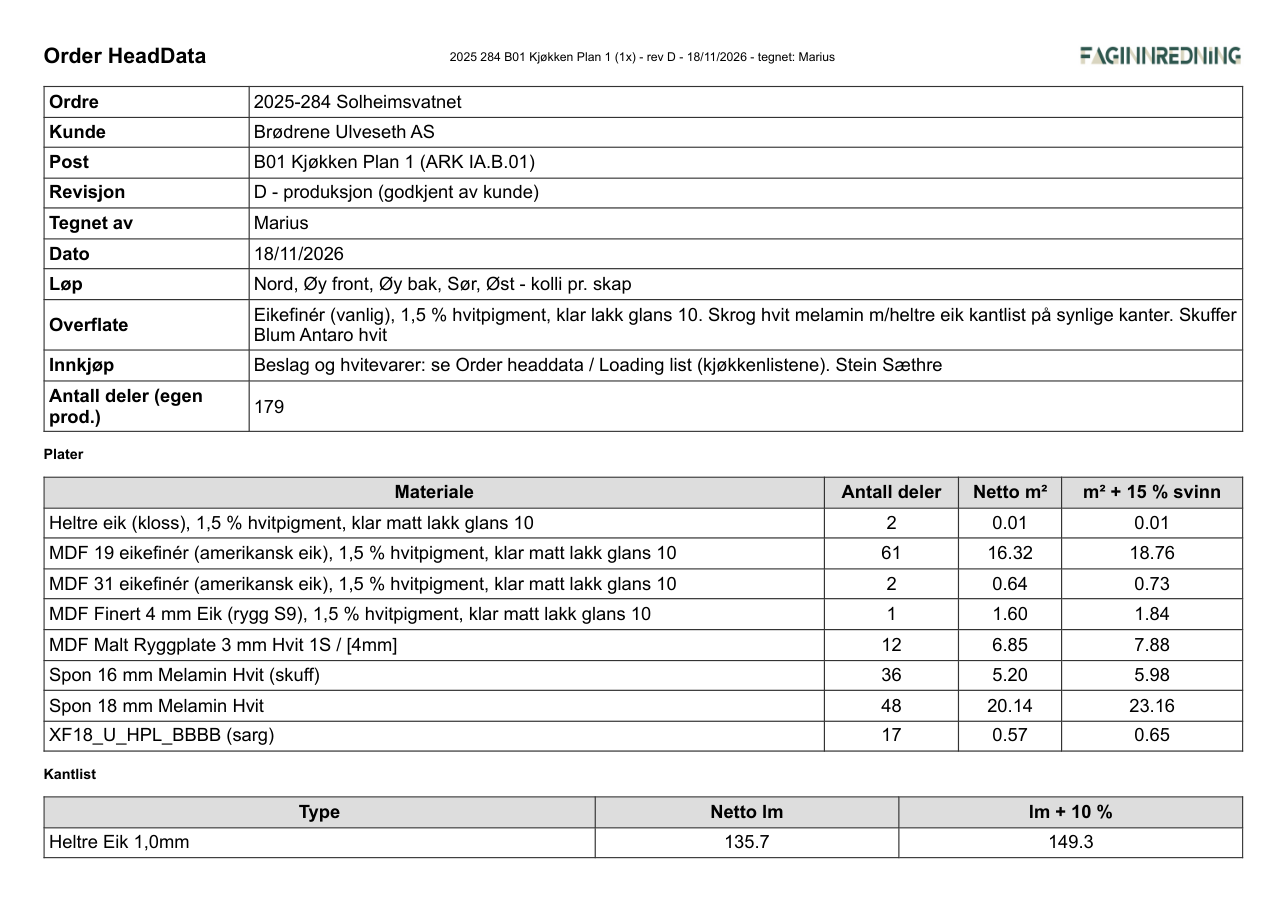 Order HeadData
2025 284 B01 Kjøkken Plan 1 (1x) - rev D - 18/11/2026 - tegnet: Marius
FAGINNREDNING
Ordre 2025-284 Solheimsvatnet
Kunde Brødrene Ulveseth AS
Post B01 Kjøkken Plan 1 (ARK IA.B.01)
Revisjon D - produksjon (godkjent av kunde)
Tegnet av Marius
Dato 18/11/2026
Løp Nord, Øy front, Øy bak, Sør, Øst - kolli pr. skap
Overflate Eikefinér (vanlig), 1,5 % hvitpigment, klar lakk glans 10. Skrog hvit melamin m/heltre eik kantlist på synlige kanter. Skuffer
Blum Antaro hvit
Innkjøp Beslag og hvitevarer: se Order headdata / Loading list (kjøkkenlistene). Stein Sæthre
Antall deler (egen
prod.) 179
Plater
Materiale Antall deler Netto m² m² + 15 % svinn
Heltre eik (kloss), 1,5 % hvitpigment, klar matt lakk glans 10 2 0.01 0.01
MDF 19 eikefinér (amerikansk eik), 1,5 % hvitpigment, klar matt lakk glans 10 61 16.32 18.76
MDF 31 eikefinér (amerikansk eik), 1,5 % hvitpigment, klar matt lakk glans 10 2 0.64 0.73
MDF Finert 4 mm Eik (rygg S9), 1,5 % hvitpigment, klar matt lakk glans 10 1 1.60 1.84
MDF Malt Ryggplate 3 mm Hvit 1S / [4mm] 12 6.85 7.88
Spon 16 mm Melamin Hvit (skuff) 36 5.20 5.98
Spon 18 mm Melamin Hvit 48 20.14 23.16
XF18_U_HPL_BBBB (sarg) 17 0.57 0.65
Kantlist
Type Netto lm lm + 10 %
Heltre Eik 1,0mm 135.7 149.3